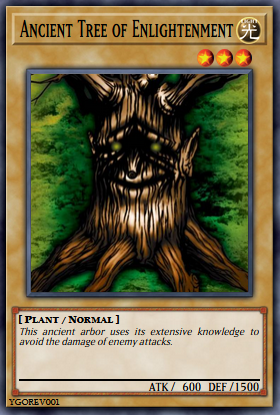 ANCIENT TREE OF ENLIGHTENMENT
LIGHT
光
[ PLANT / NORMAL ]
This ancient arbor uses its extensive knowledge to
avoid the damage of enemy attacks.
ATK/ 600 DEF/1500
YGOREV001